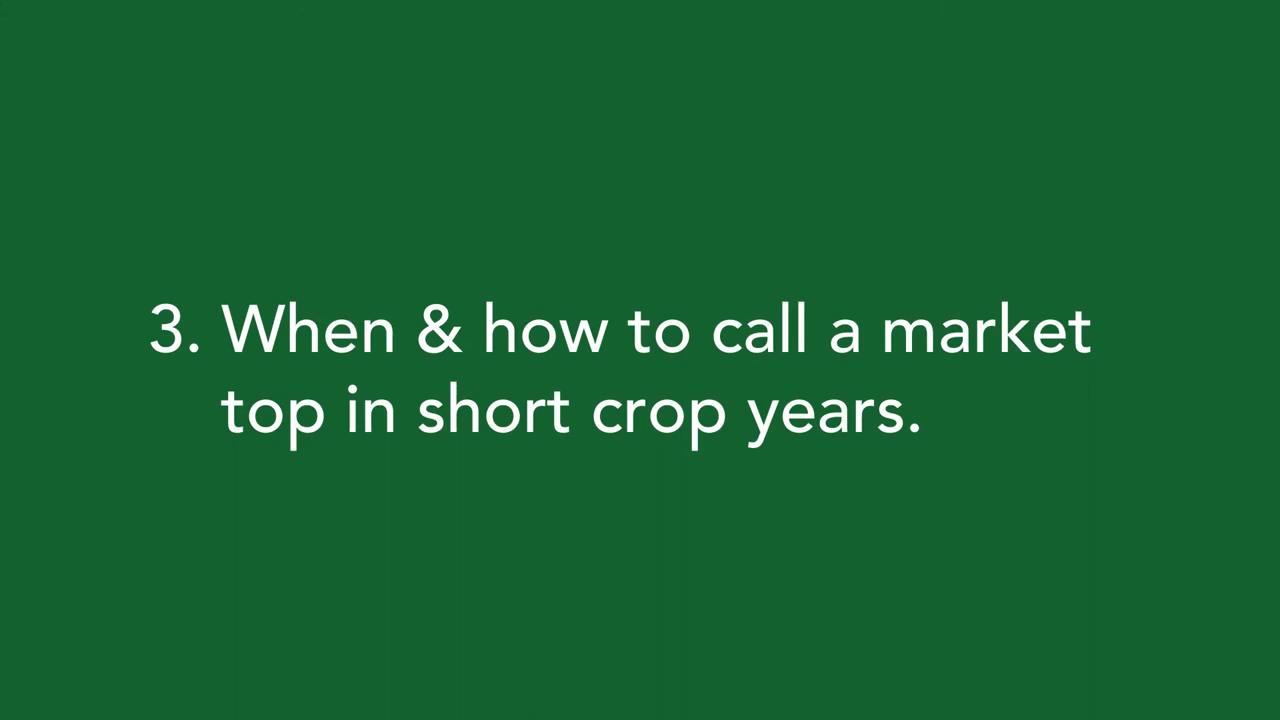 3. When & how to call a market
top in short crop years.